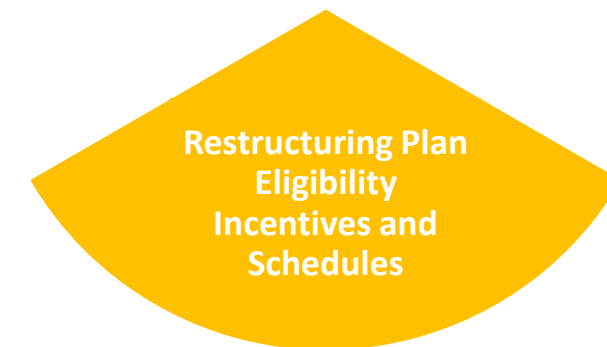 Restructuring Plan
Eligibility
Incentives and
Schedules